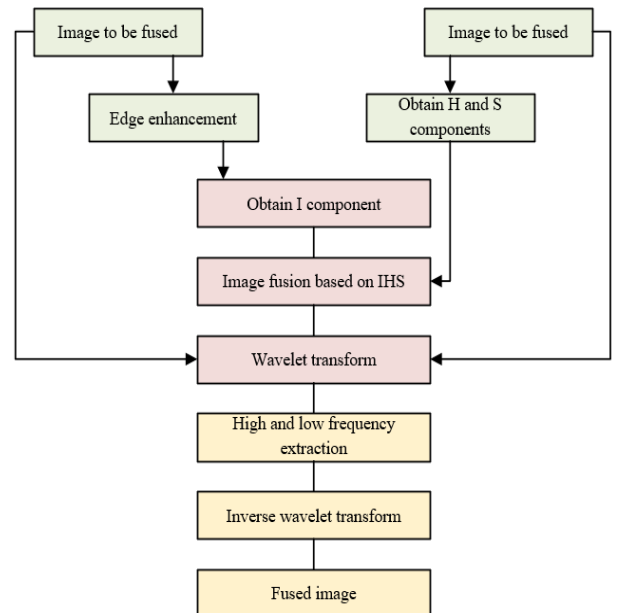 Image to be fused
Image to be fused
Edge enhancement
Obtain H and S
components
Obtain I component
Image fusion based on IHS
Wavelet transform
High and low frequency
extraction
Inverse wavelet transform
Fused image